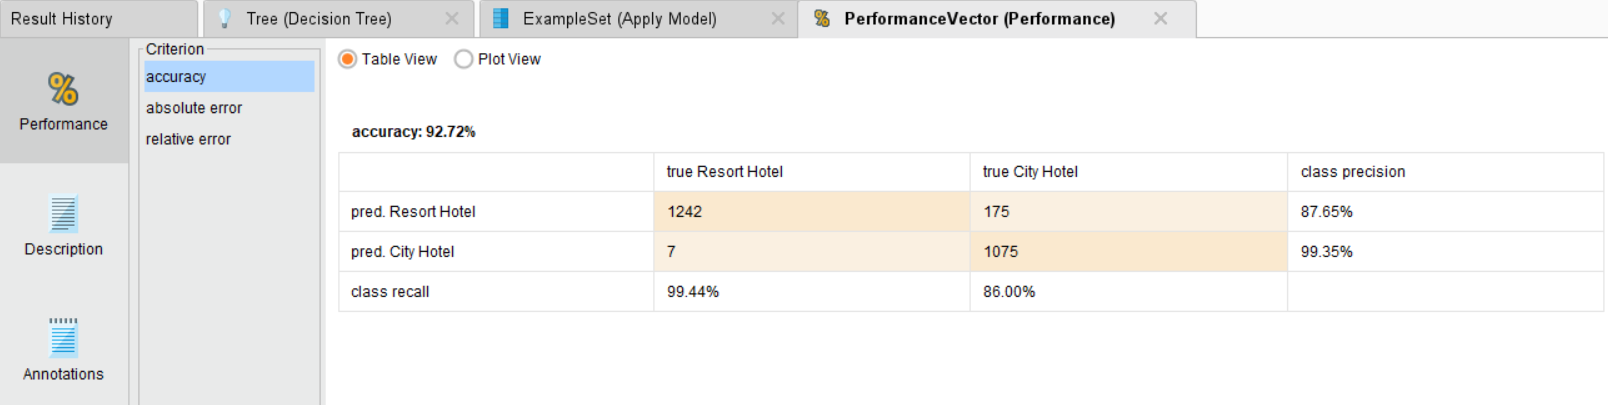 Result History
Tree (Decision Tree)
ExampleSet (Apply Model)
PerformanceVector (Performance)
Performance
Description
Annotations
Criterion
accuracy
absolute error
relative error
Table View Plot View
accuracy: 92.72%
true Resort Hotel true City Hotel class precision
pred. Resort Hotel 1242 175 87.65%
pred. City Hotel 7 1075 99.35%
class recall 99.44% 86.00%